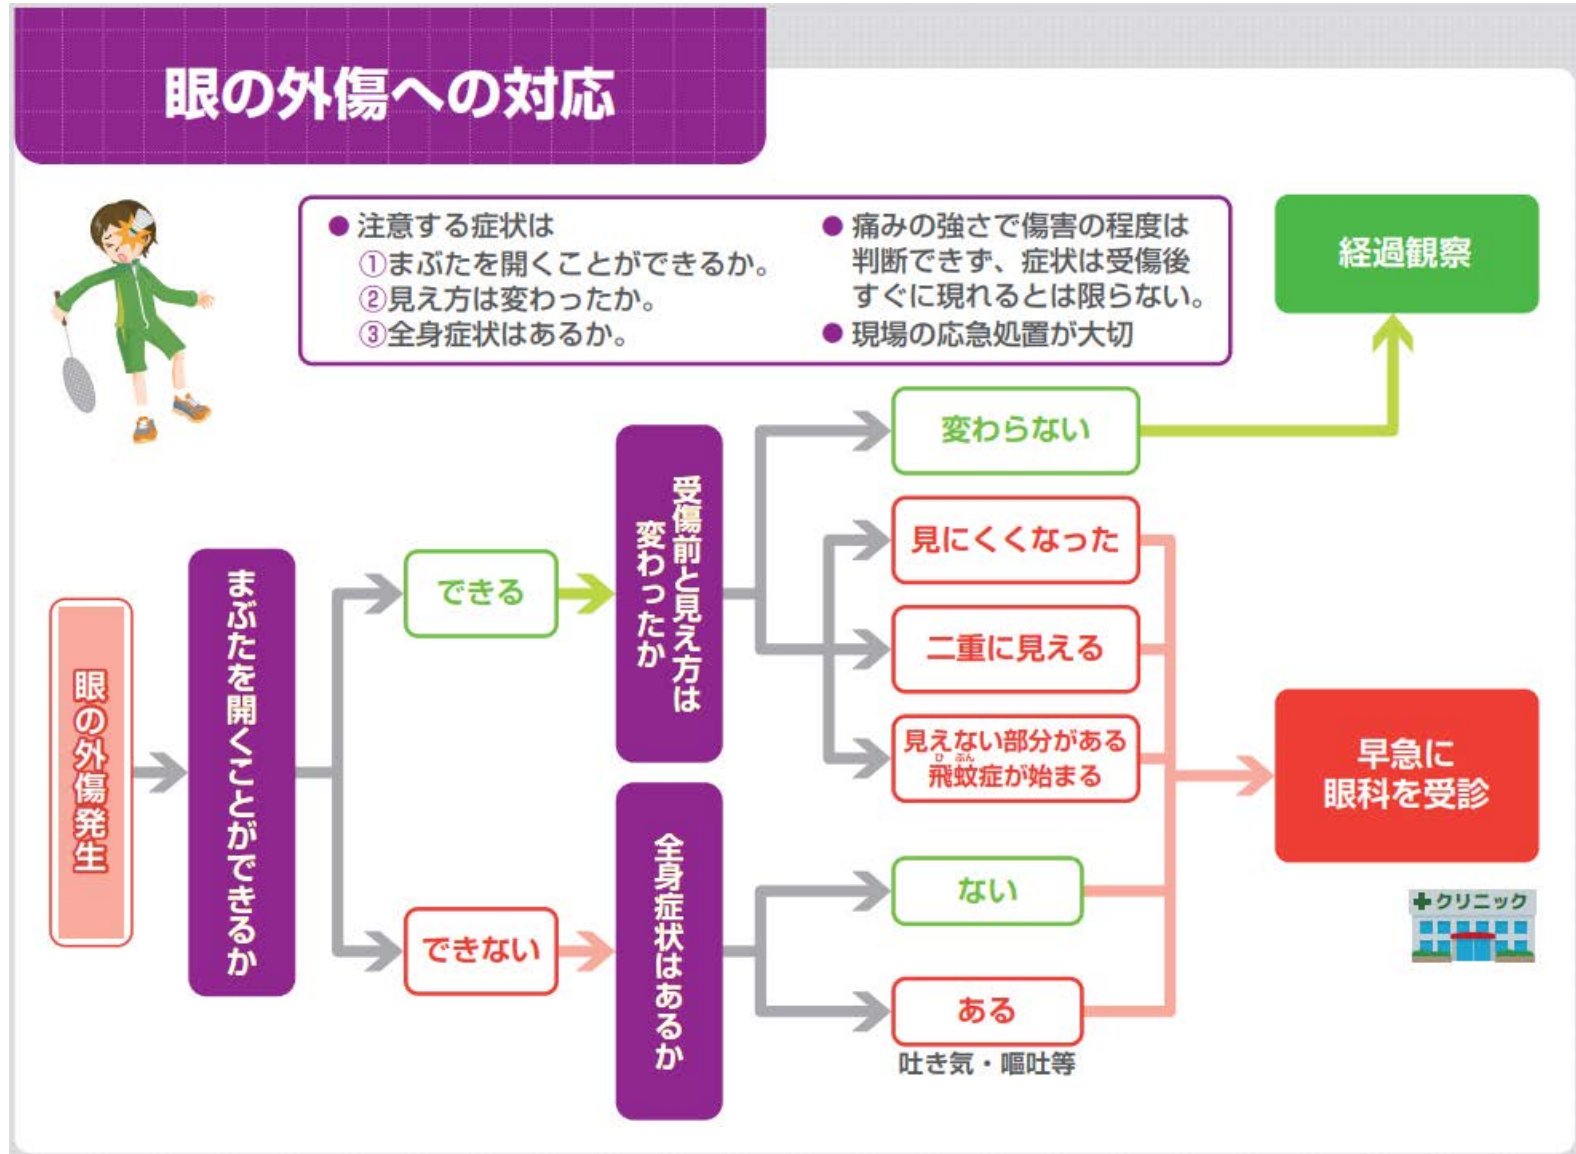 眼の外傷への対応
● 注意する症状は
①まぶたを開くことができるか。
②見え方は変わったか。
③全身症状はあるか。
● 痛みの強さで傷害の程度は
判断できず、症状は受傷後
すぐに現れるとは限らない。
● 現場の応急処置が大切
経過観察
眼の外傷発生
まぶたを開くことができるか
できる
できない
受傷前と見え方は
変わったか
全身症状はあるか
変わらない
見にくくなった
二重に見える
見えない部分がある
ひ ぶん
飛蚊症が始まる
ない
ある
吐き気・嘔吐等
早急に
眼科を受診
クリニック